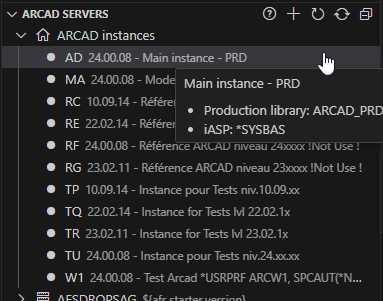 ARCAD SERVERS
ARCAD instances
AD 24.00.08 - Main instance - PRD
MA 24.00.08 - Mode
Main instance - PRD
RC 10.09.14 - Référe
• Production library: ARCAD_PRD
RE 22.02.14 - Référe
• iASP: *SYSBAS
RF 24.00.08 - Référence ARCAD niveau 24xxxx !Not Use !
RG 23.02.11 - Référence ARCAD niveau 23xxxx !Not Use !
TP 10.09.14 - Instance pour Tests niv.10.09.xx
TQ 22.02.14 - Instance for Tests lvl 22.02.1x
TR 23.02.11 - Instance for Tests lvl 23.02.1x
TU 24.00.08 - Instance pour Tests niv.24.xx.xx
W1 24.00.08 - Test Arcad *USRPRF ARCW1, SPCAUT(*N...
AFSDROPSAG ${afs starter version}